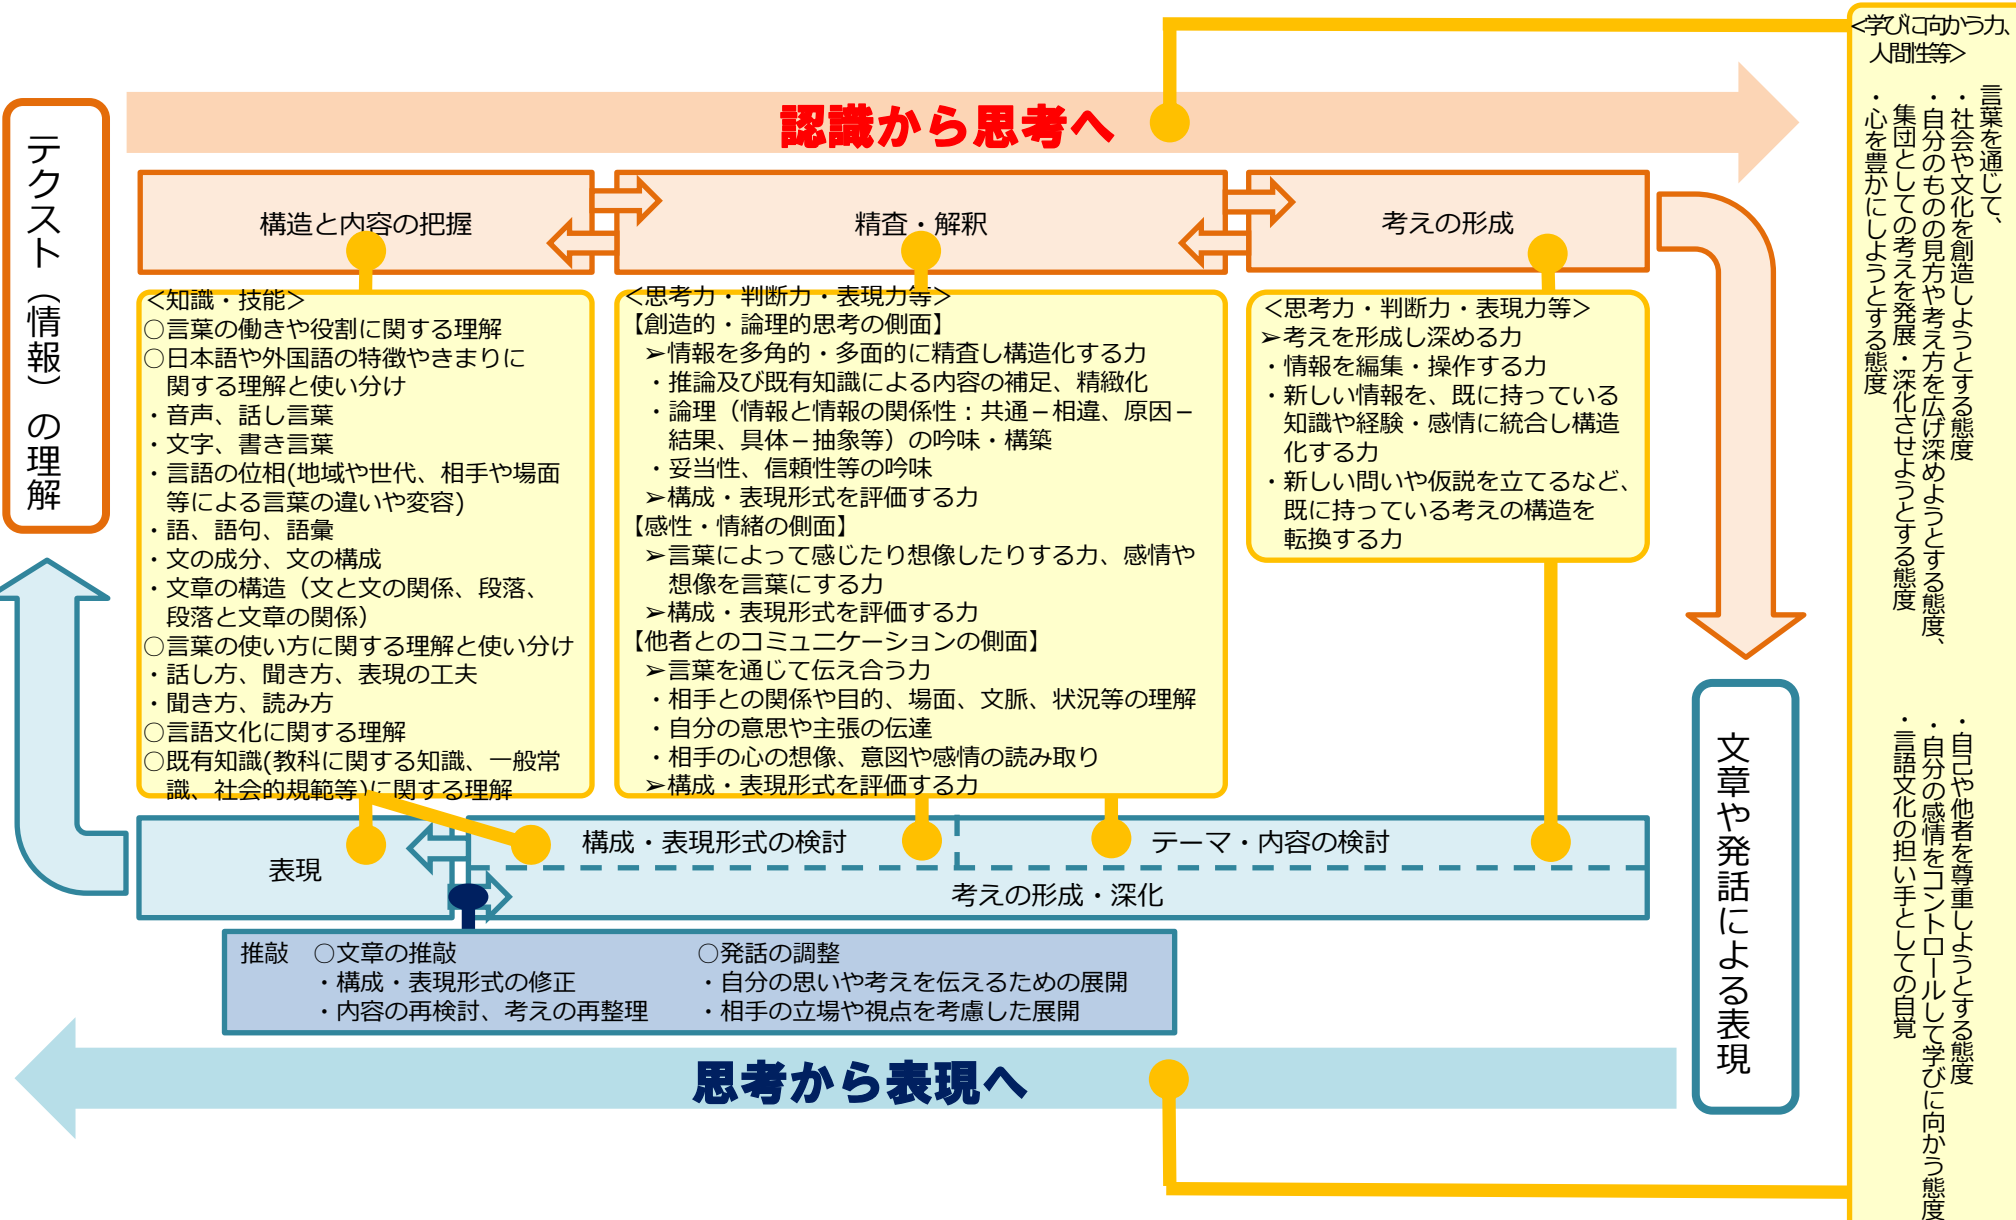 認識から思考へ
テクスト（情報）の理解
構造と内容の把握
精査・解釈
考えの形成
＜知識・技能＞
○言葉の働きや役割に関する理解
○日本語や外国語の特徴やきまりに
関する理解と使い分け
・音声、話し言葉
・文字、書き言葉
・言語の位相(地域や世代、相手や場面
等による言葉の違いや変容)
・語、語句、語彙
・文の成分、文の構成
・文章の構造（文と文の関係、段落、
段落と文章の関係）
○言葉の使い方に関する理解と使い分け
・話し方、聞き方、表現の工夫
・聞き方、読み方
○言語文化に関する理解
○既有知識(教科に関する知識、一般常
識、社会的規範等)に関する理解
＜思考力・判断力・表現力等＞
【創造的・論理的思考の側面】
➢情報を多角的・多面的に精査し構造化する力
・推論及び既有知識による内容の補足、精緻化
・論理（情報と情報の関係性：共通－相違、原因－
結果、具体－抽象等）の吟味・構築
・妥当性、信頼性等の吟味
➢構成・表現形式を評価する力
【感性・情緒の側面】
➢言葉によって感じたり想像したりする力、感情や
想像を言葉にする力
➢構成・表現形式を評価する力
【他者とのコミュニケーションの側面】
➢言葉を通じて伝え合う力
・相手との関係や目的、場面、文脈、状況等の理解
・自分の意思や主張の伝達
・相手の心の想像、意図や感情の読み取り
➢構成・表現形式を評価する力
＜思考力・判断力・表現力等＞
➢考えを形成し深める力
・情報を編集・操作する力
・新しい情報を、既に持っている
知識や経験・感情に統合し構造
化する力
・新しい問いや仮説を立てるなど、
既に持っている考えの構造を
転換する力
表現
構成・表現形式の検討
テーマ・内容の検討
考えの形成・深化
推敲　○文章の推敲
・構成・表現形式の修正
・内容の再検討、考えの再整理
○発話の調整
・自分の思いや考えを伝えるための展開
・相手の立場や視点を考慮した展開
思考から表現へ
文章や発話による表現
＜学びに向かう力、
人間性等＞
言葉を通じて、
・社会や文化を創造しようとする態度
・自分のものの見方や考え方を広げ深めようとする態度、
集団としての考えを発展・深化させようとする態度
・心を豊かにしようとする態度
・自己や他者を尊重しようとする態度
・自分の感情をコントロールして学びに向かう態度
・言語文化の担い手としての自覚